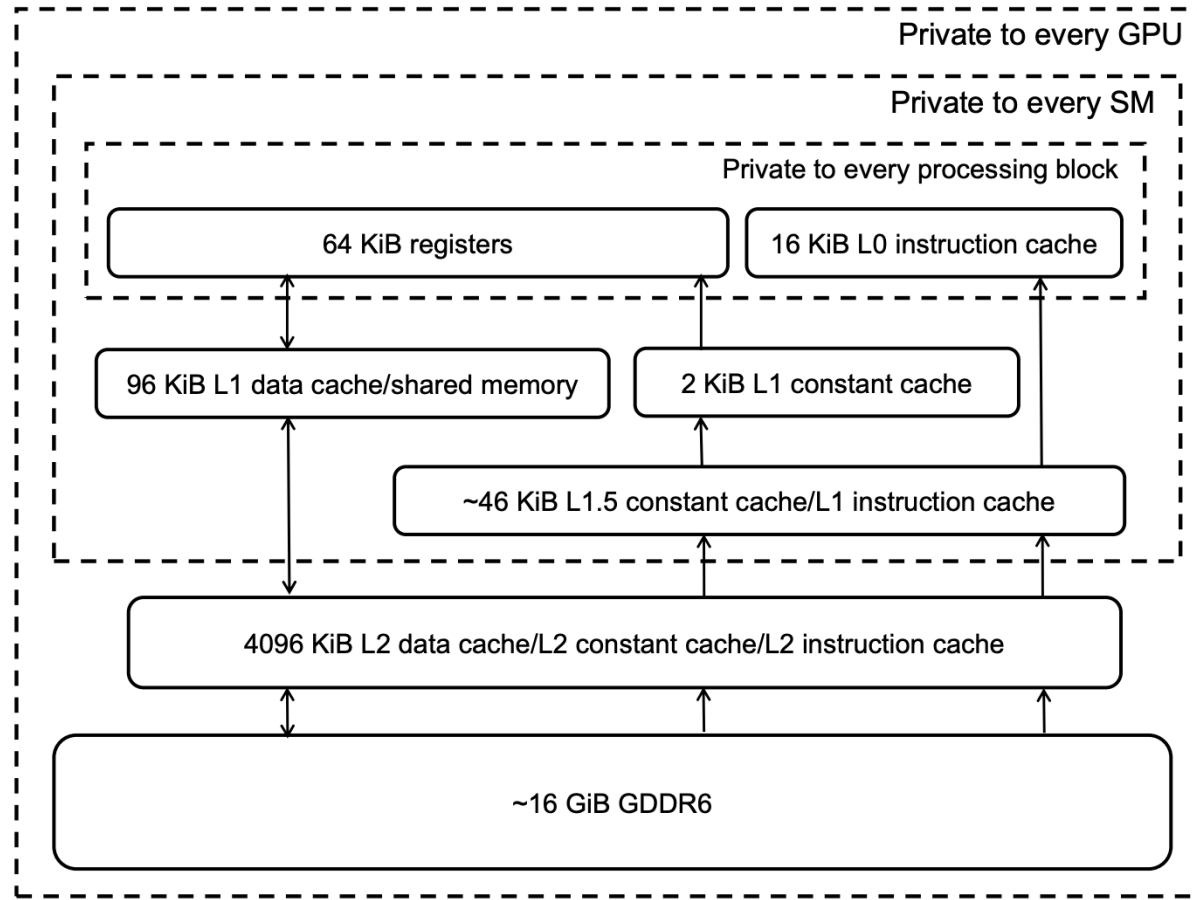 Private to every GPU
Private to every SM
Private to every processing block
64 KiB registers
16 KiB L0 instruction cache
96 KiB L1 data cache/shared memory
2 KiB L1 constant cache
~46 KiB L1.5 constant cache/L1 instruction cache
4096 KiB L2 data cache/L2 constant cache/L2 instruction cache
~16 GiB GDDR6